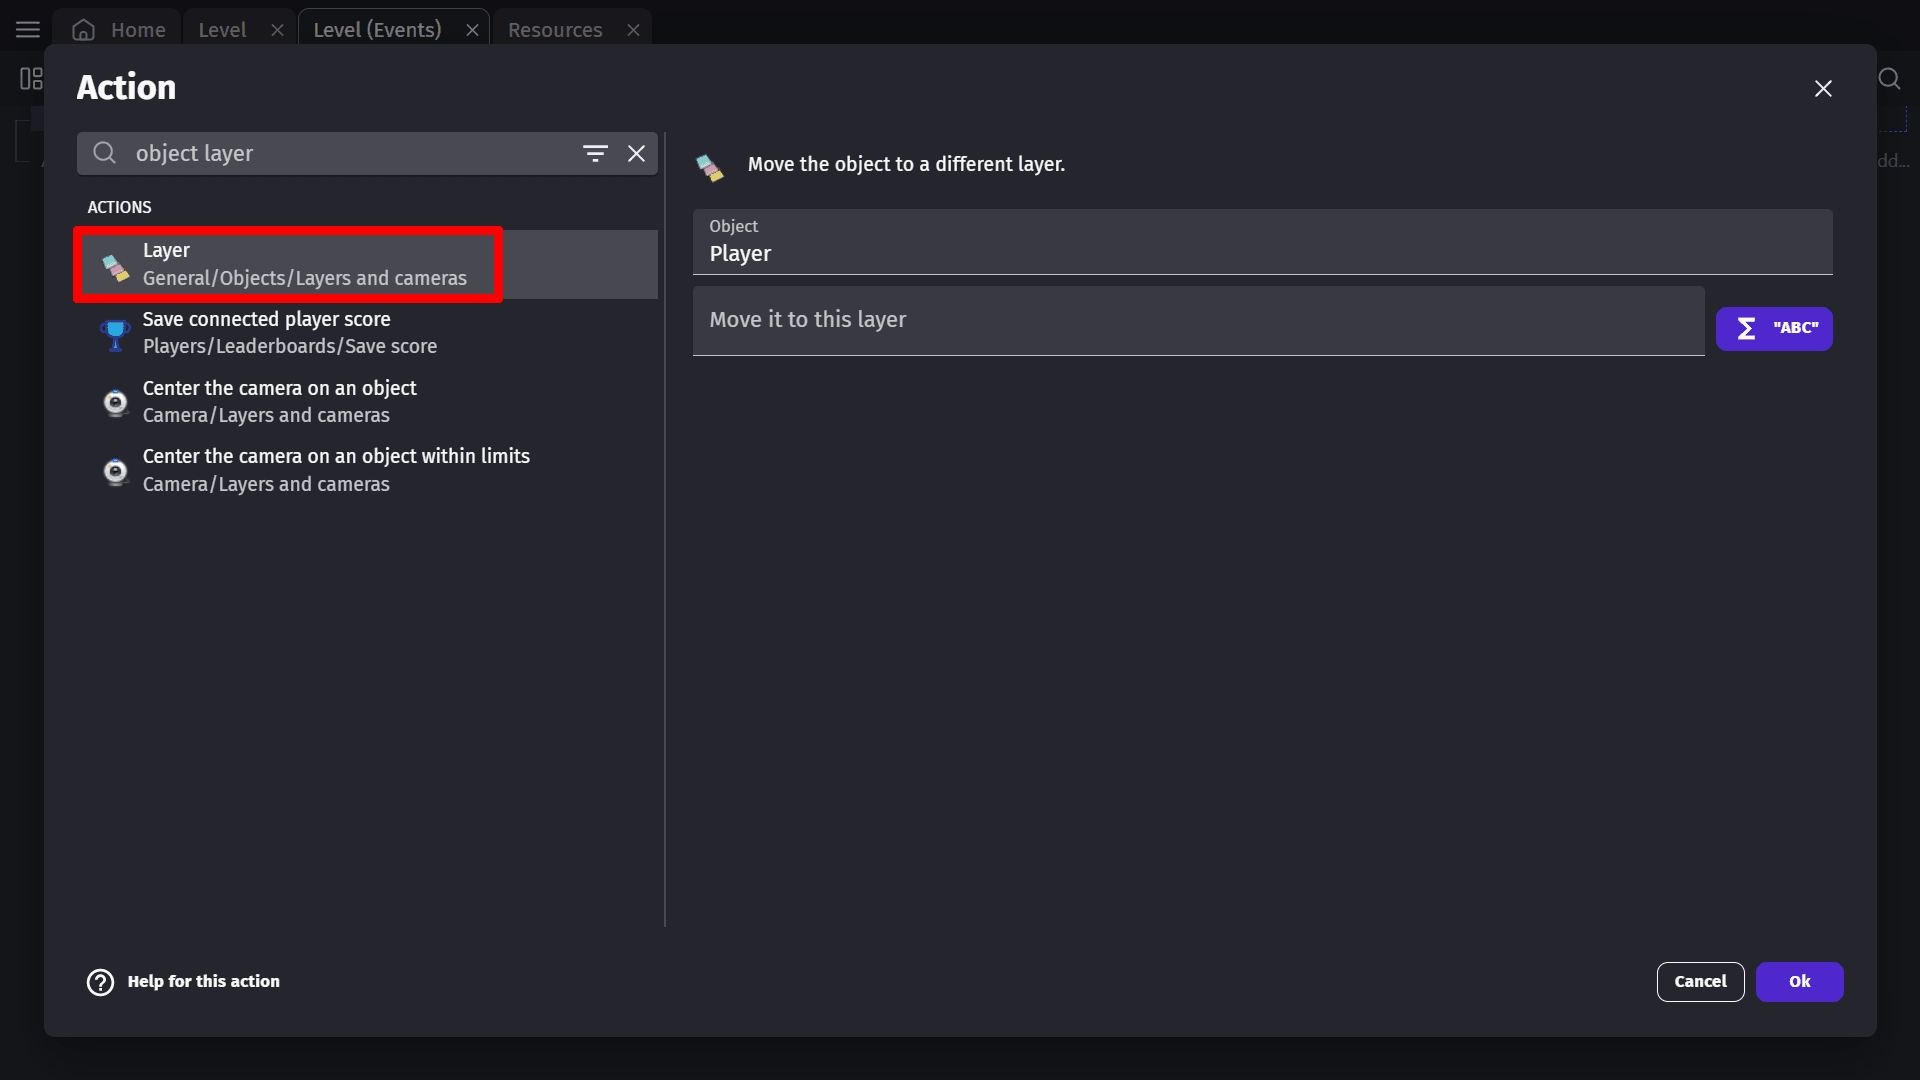 Home Level Level (Events) Resources
Action
object layer
ACTIONS
Layer
General/Objects/Layers and cameras
Save connected player score
Players/Leaderboards/Save score
Center the camera on an object
Camera/Layers and cameras
Center the camera on an object within limits
Camera/Layers and cameras
Move the object to a different layer.
Object
Player
Move it to this layer
"ABC"
dd...
Help for this action
Cancel Ok